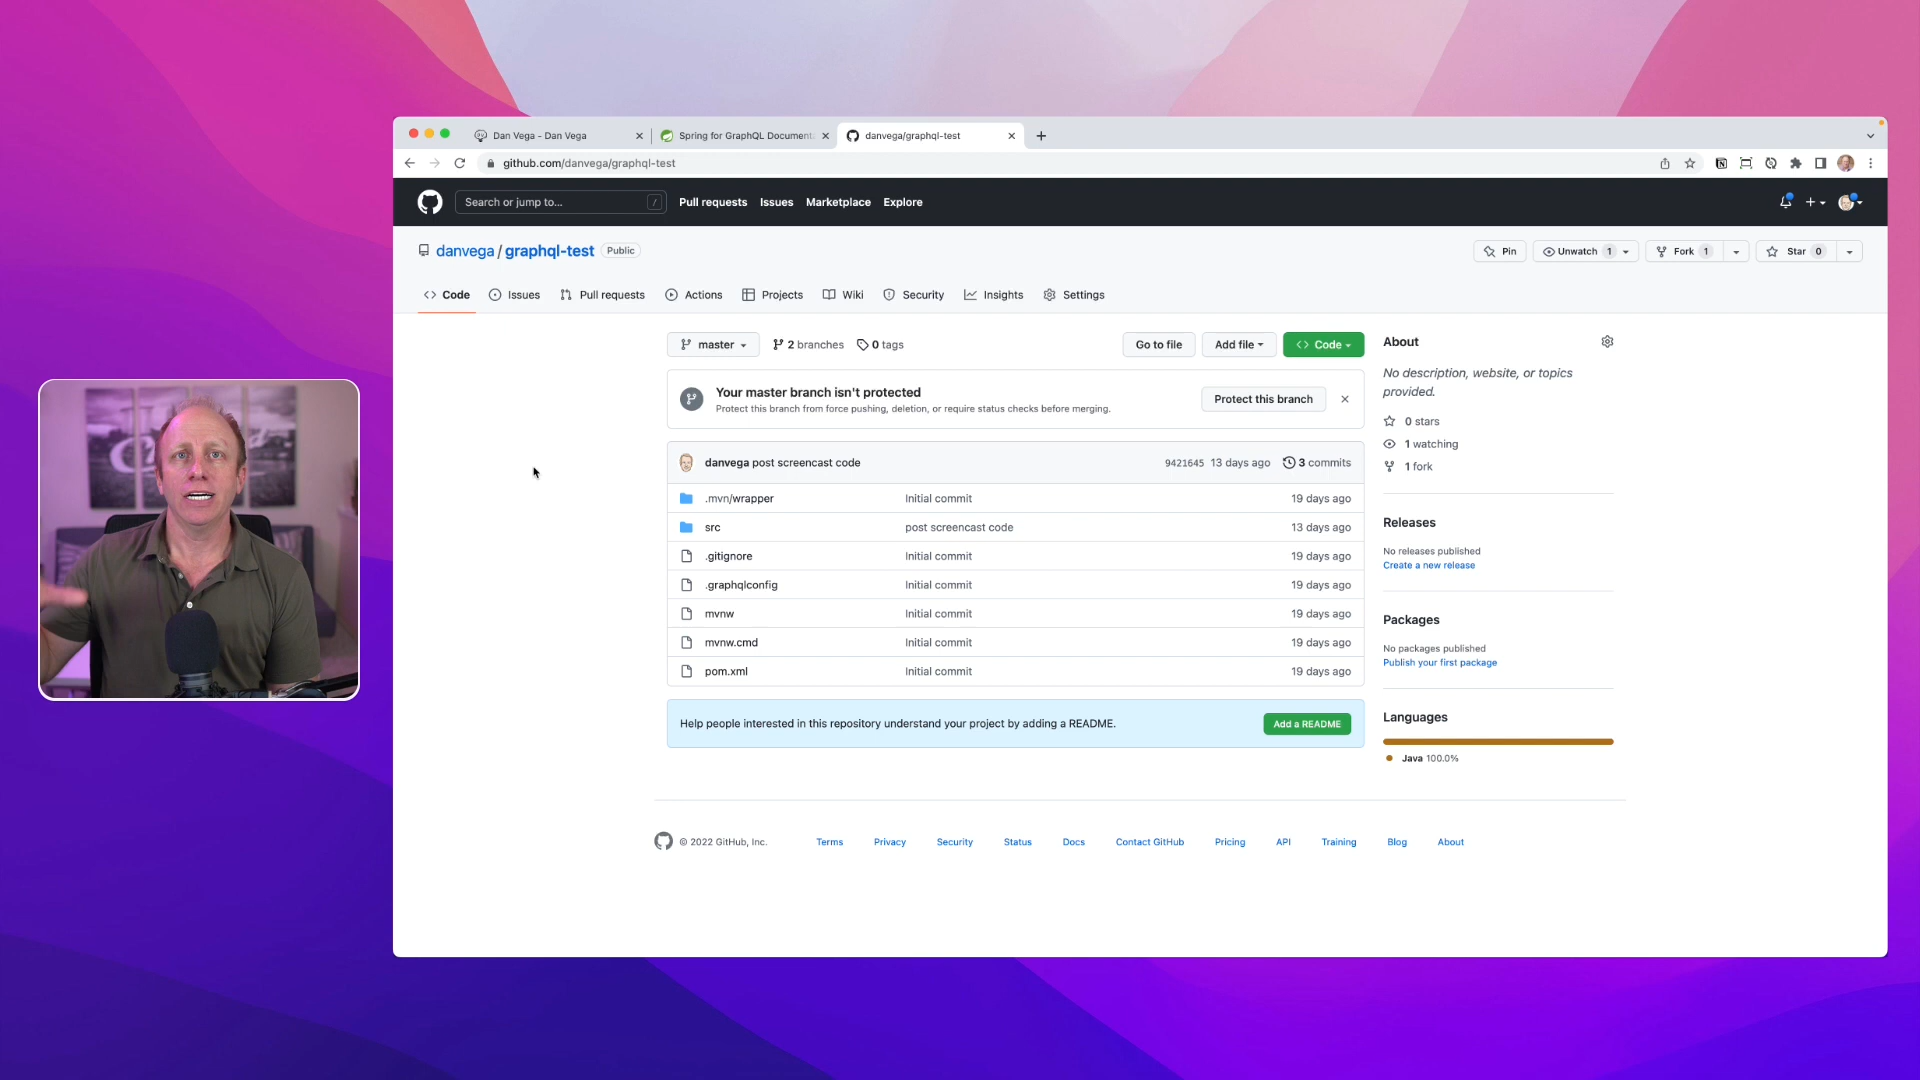 Dan Vega - Dan Vega
Spring for GraphQL Document
danvega/graphql-test
github.com/danvega/graphql-test
Search or jump to... /
Pull requests Issues Marketplace Explore
danvega / graphql-test Public
Pin Unwatch 1 Fork 1 Star 0
Code Issues Pull requests Actions Projects Wiki Security Insights Settings
master 2 branches 0 tags Go to file Add file Code
Your master branch isn't protected
Protect this branch from force pushing, deletion, or require status checks before merging.
Protect this branch
danvega post screencast code 9421645 13 days ago 3 commits
.mvn/wrapper Initial commit 19 days ago
src post screencast code 13 days ago
.gitignore Initial commit 19 days ago
.graphqlconfig Initial commit 19 days ago
mvnw Initial commit 19 days ago
mvnw.cmd Initial commit 19 days ago
pom.xml Initial commit 19 days ago
Help people interested in this repository understand your project by adding a README. Add a README
About
No description, website, or topics
provided.
0 stars
1 watching
1 fork
Releases
No releases published
Create a new release
Packages
No packages published
Publish your first package
Languages
Java 100.0%
© 2022 GitHub, Inc. Terms Privacy Security Status Docs Contact GitHub Pricing API Training Blog About